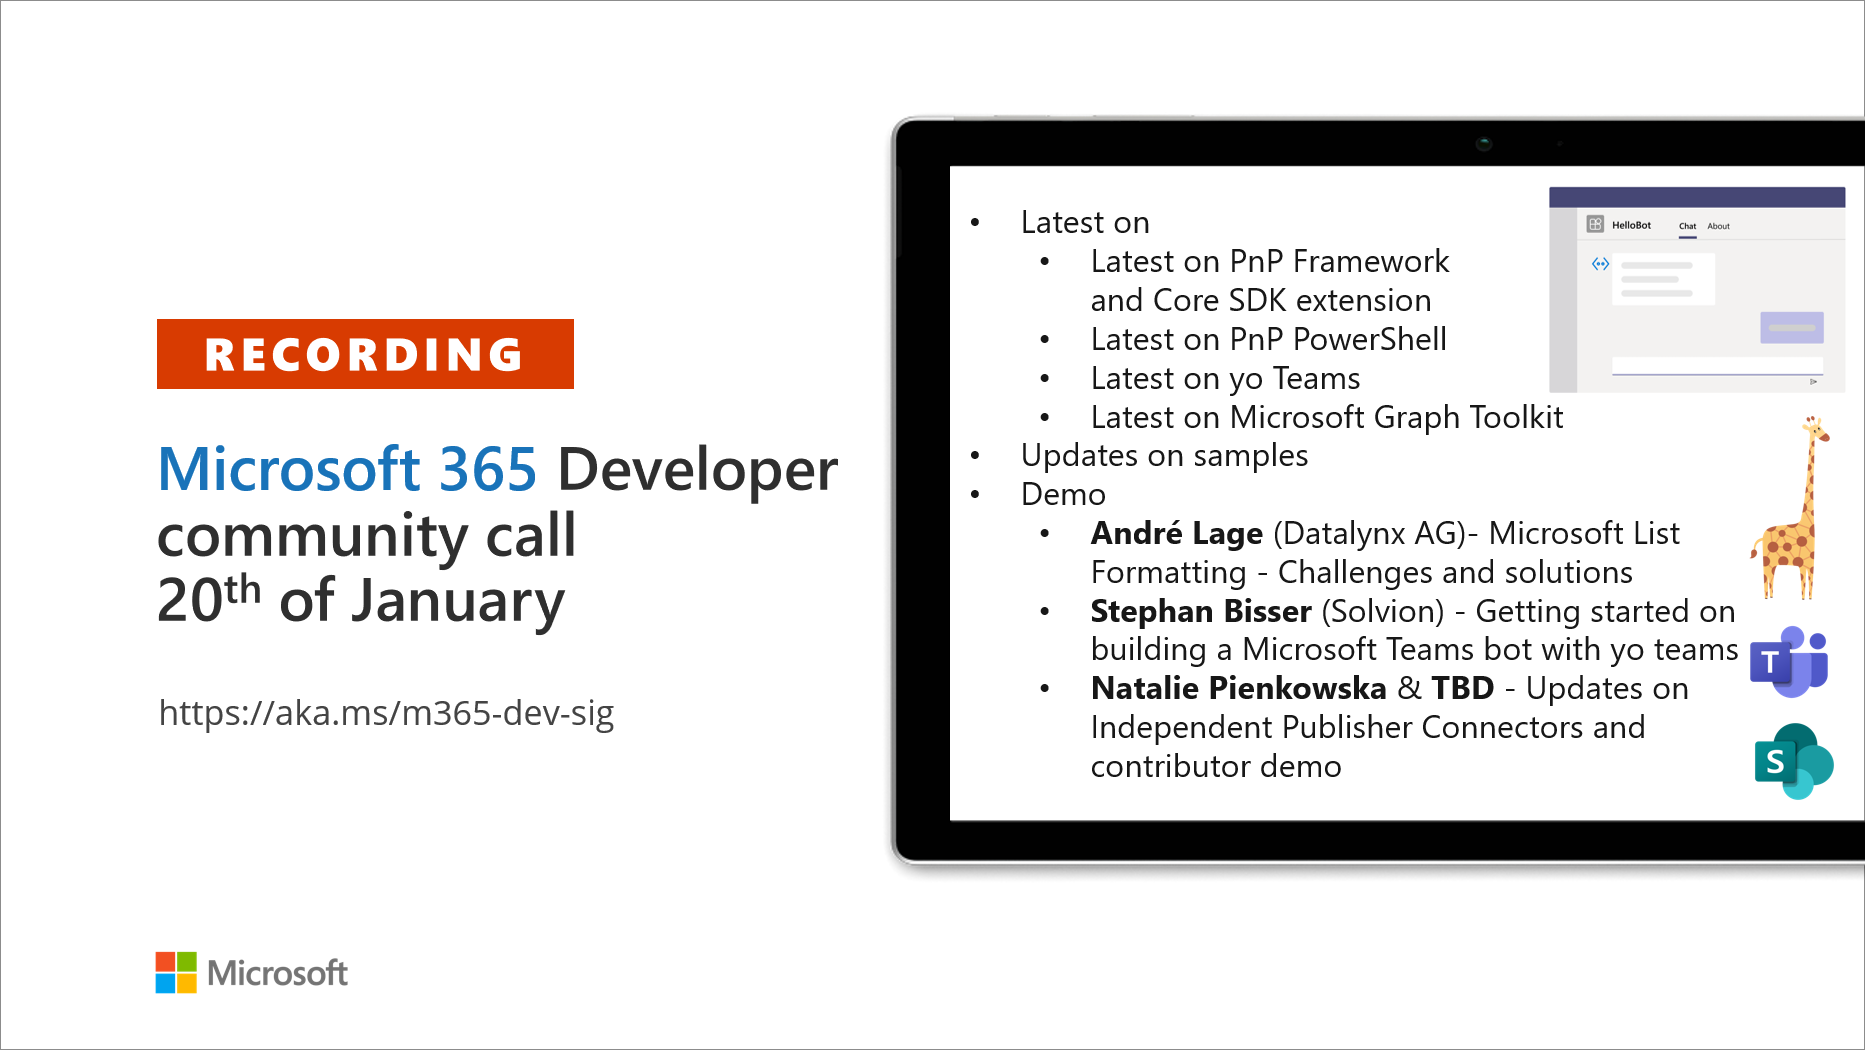 RECORDING
Microsoft 365 Developer
community call
20th of January
https://aka.ms/m365-dev-sig
Microsoft
• Latest on
• Latest on PnP Framework
and Core SDK extension
• Latest on PnP PowerShell
• Latest on yo Teams
• Latest on Microsoft Graph Toolkit
• Updates on samples
• Demo
• André Lage (Datalynx AG)- Microsoft List
Formatting - Challenges and solutions
• Stephan Bisser (Solvion) - Getting started on
building a Microsoft Teams bot with yo teams
• Natalie Pienkowska & TBD - Updates on
Independent Publisher Connectors and
contributor demo
HelloBot Chat About
T
S